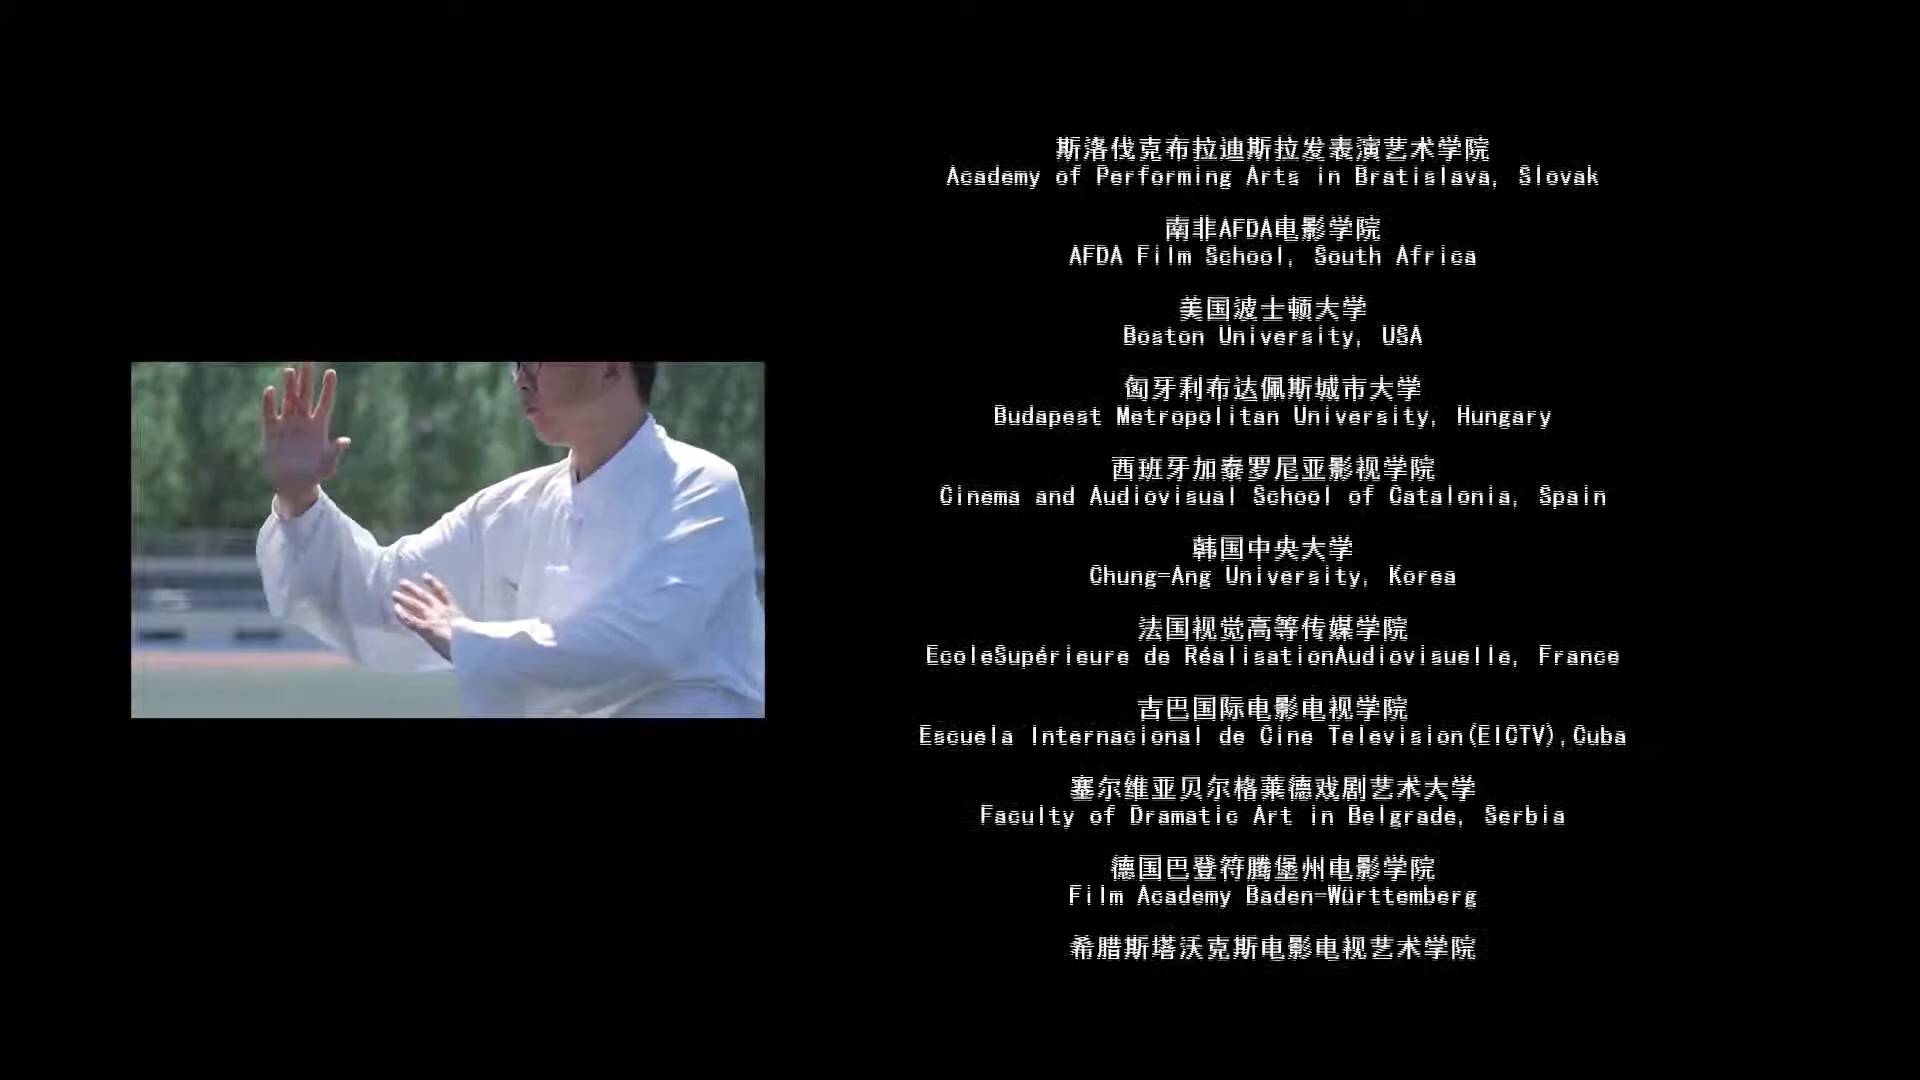 斯洛伐克布拉迪斯拉发表演艺术学院
Academy of Performing Arts in Bratislava, Slovak
南非AFDA电影学院
AFDA Film School, South Africa
美国波士顿大学
Boston University, USA
匈牙利布达佩斯城市大学
Budapest Metropolitan University, Hungary
西班牙加泰罗尼亚影视学院
Cinema and Audiovisual School of Catalonia, Spain
韩国中央大学
Chung-Ang University, Korea
法国视觉高等传媒学院
EcoleSupérieure de RéalisationAudiovisuelle, France
古巴国际电影电视学院
Escuela Internacional de Cine Television(EICTV),Cuba
塞尔维亚贝尔格莱德戏剧艺术大学
Faculty of Dramatic Art in Belgrade, Serbia
德国巴登符腾堡州电影学院
Film Academy Baden-Württemberg
希腊斯塔沃克斯电影电视艺术学院